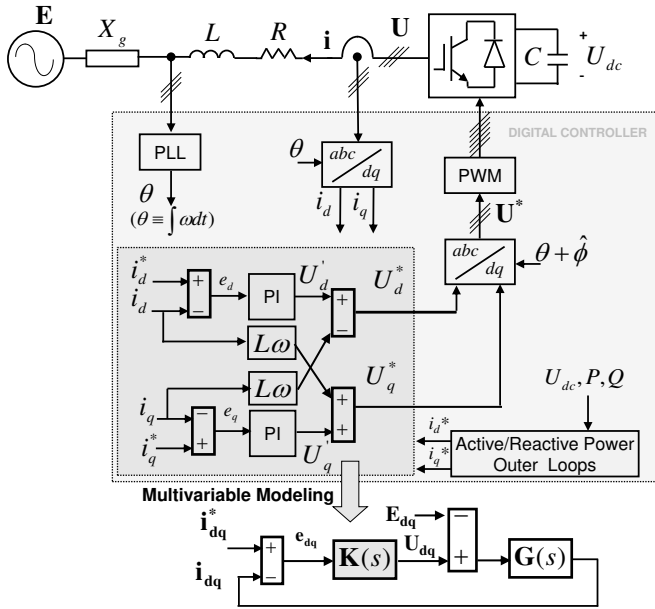 E
X_g
L
R
i
U
C
+
-
U_dc
DIGITAL CONTROLLER
PLL
θ
(θ ≡ ∫ωdt)
θ
abc
dq
i_d
i_q
PWM
U*
abc
dq
θ + φ̂
i_d*
i_d
+
−
e_d
PI
U_d'
+
−
U_d*
Lω
Lω
i_q
i_q*
−
+
e_q
PI
U_q'
+
+
U_q*
U_dc, P, Q
i_d*
i_q*
Active/Reactive Power
Outer Loops
Multivariable Modeling
i_dq*
i_dq
+
−
e_dq
K(s)
U_dq
E_dq
−
+
G(s)